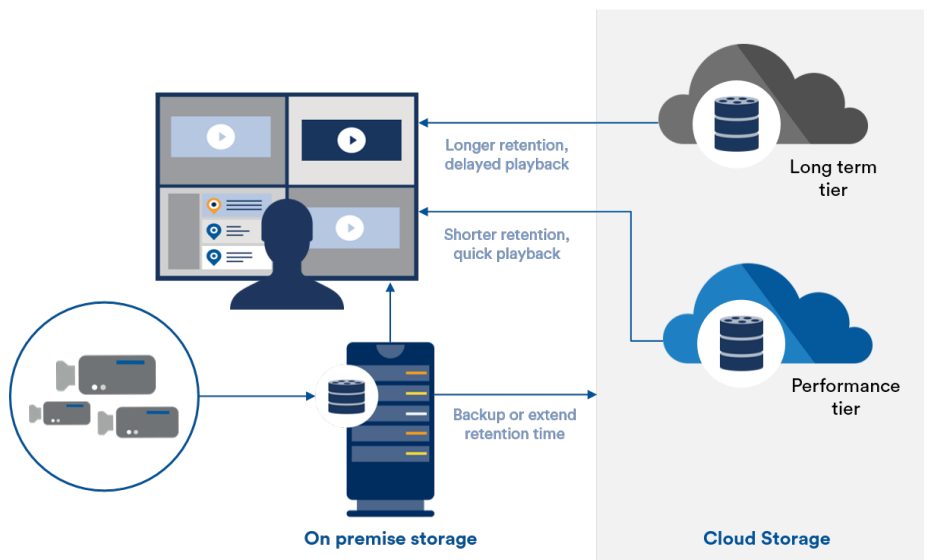 Longer retention,
delayed playback
Long term
tier
Shorter retention,
quick playback
Performance
tier
Backup or extend
retention time
On premise storage
Cloud Storage